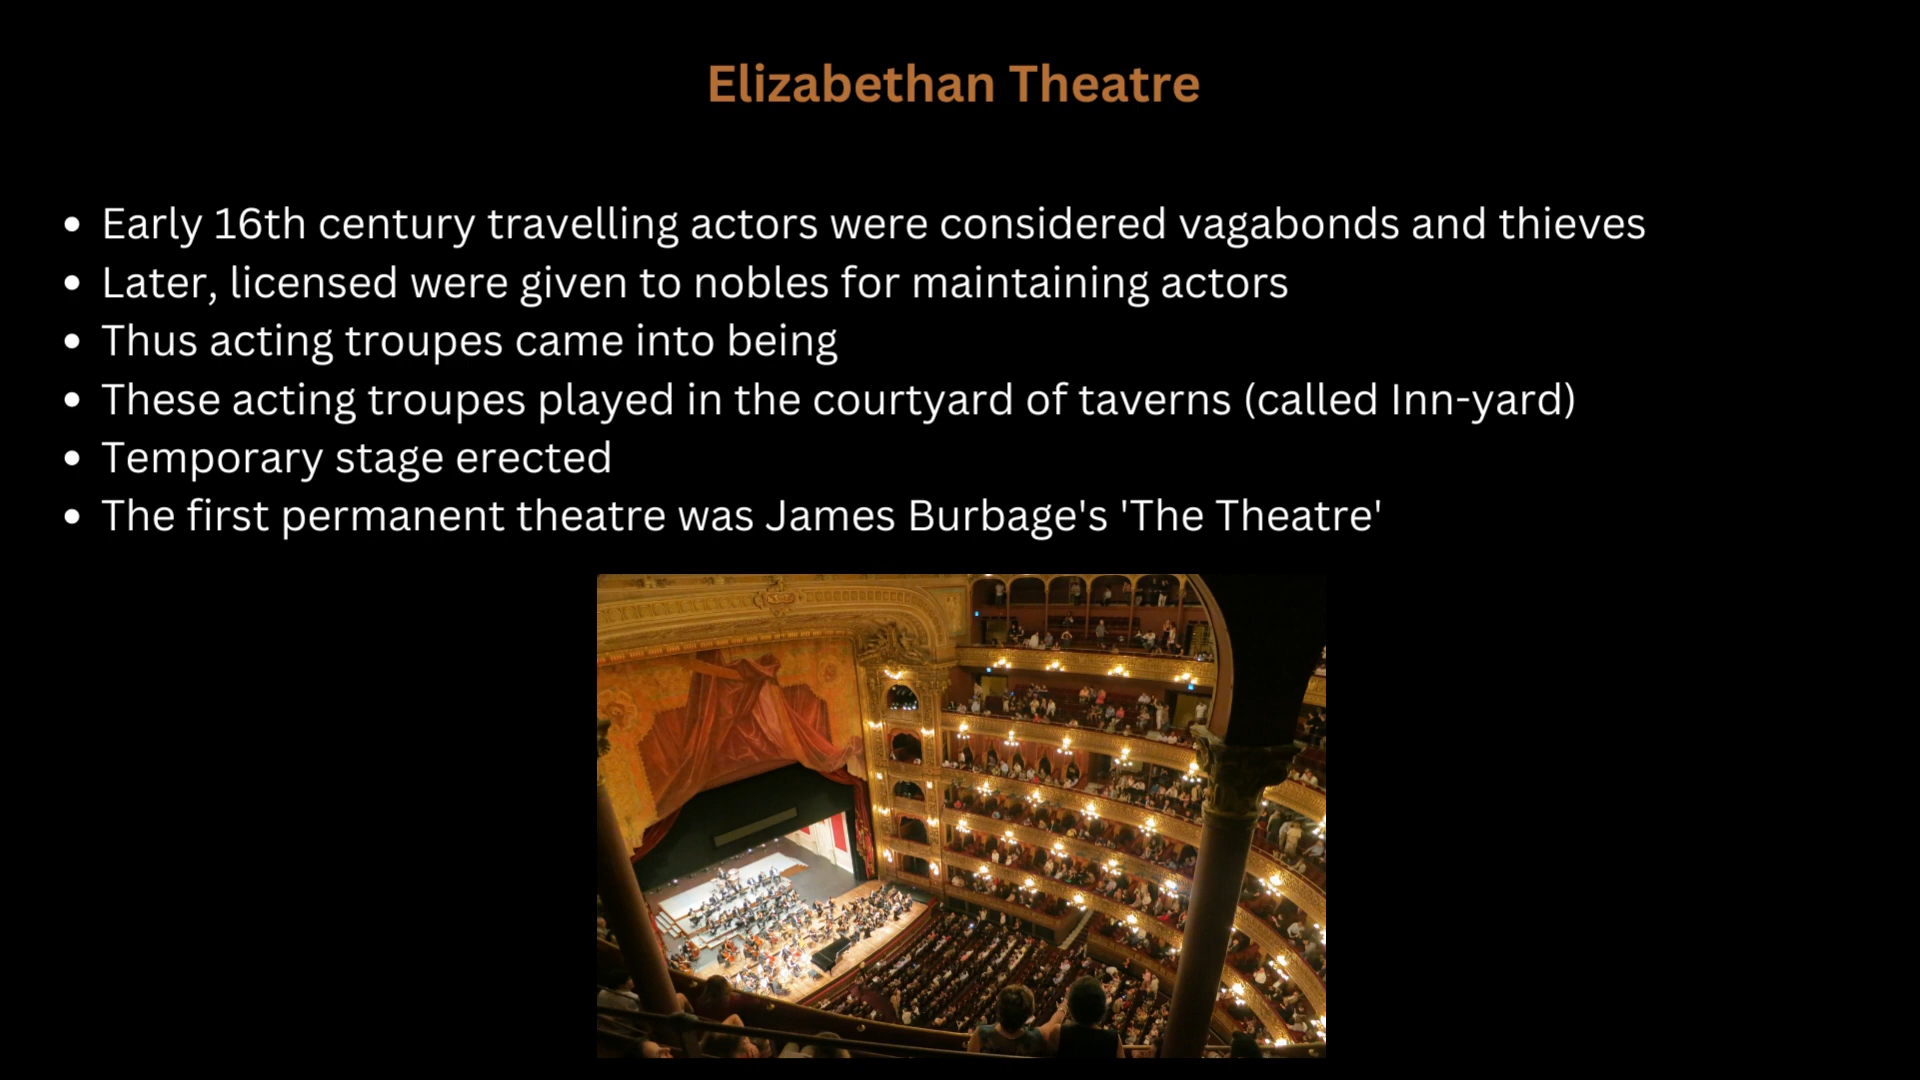 Elizabethan Theatre
• Early 16th century travelling actors were considered vagabonds and thieves
• Later, licensed were given to nobles for maintaining actors
• Thus acting troupes came into being
• These acting troupes played in the courtyard of taverns (called Inn-yard)
• Temporary stage erected
• The first permanent theatre was James Burbage's 'The Theatre'